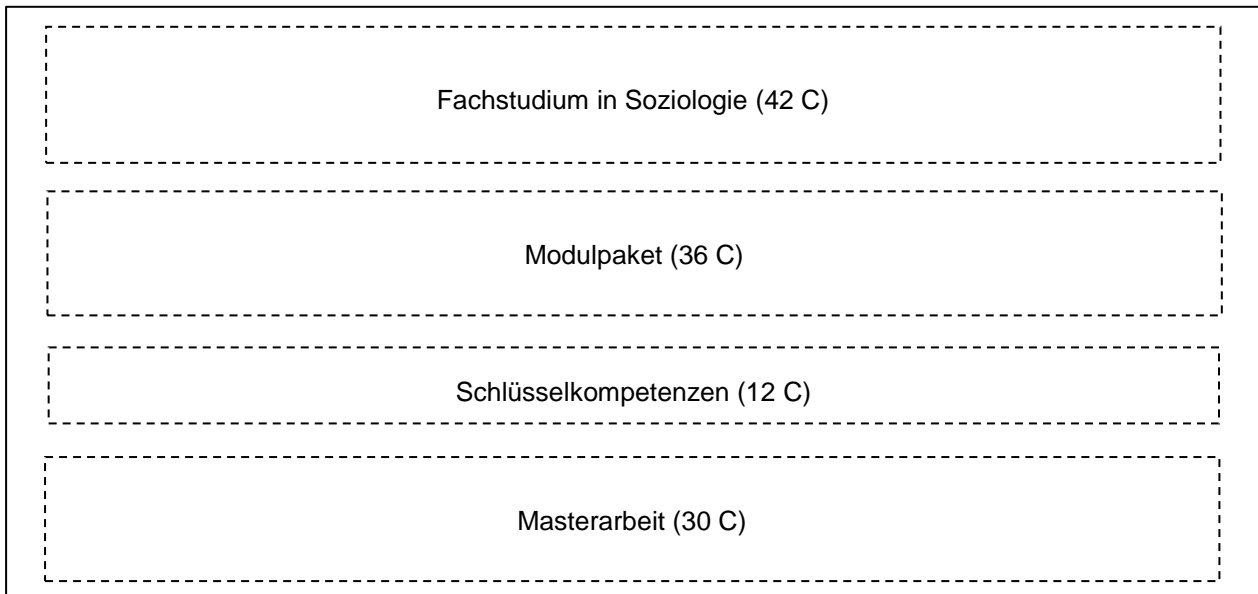 Fachstudium in Soziologie (42 C)
Modulpaket (36 C)
Schlüsselkompetenzen (12 C)
Masterarbeit (30 C)